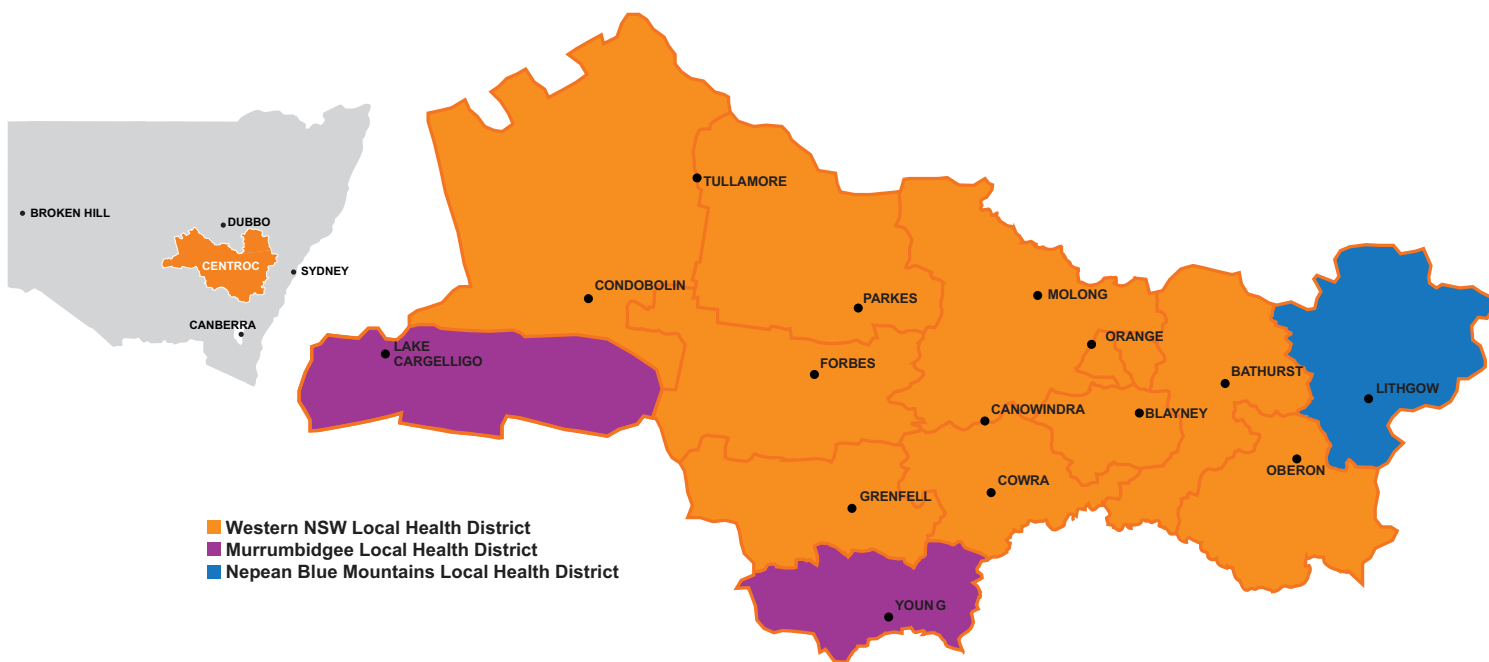 BROKEN HILL
DUBBO
CENTROC
SYDNEY
CANBERRA
TULLAMORE
CONDOBOLIN
PARKES
MOLONG
ORANGE
LAKE
CARGELLIGO
FORBES
BATHURST
LITHGOW
CANOWINDRA
BLAYNEY
OBERON
COWRA
GRENFELL
YOUNG
Western NSW Local Health District
Murrumbidgee Local Health District
Nepean Blue Mountains Local Health District